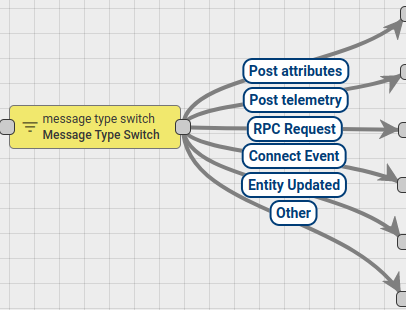 message type switch
Message Type Switch
Post attributes
Post telemetry
RPC Request
Connect Event
Entity Updated
Other